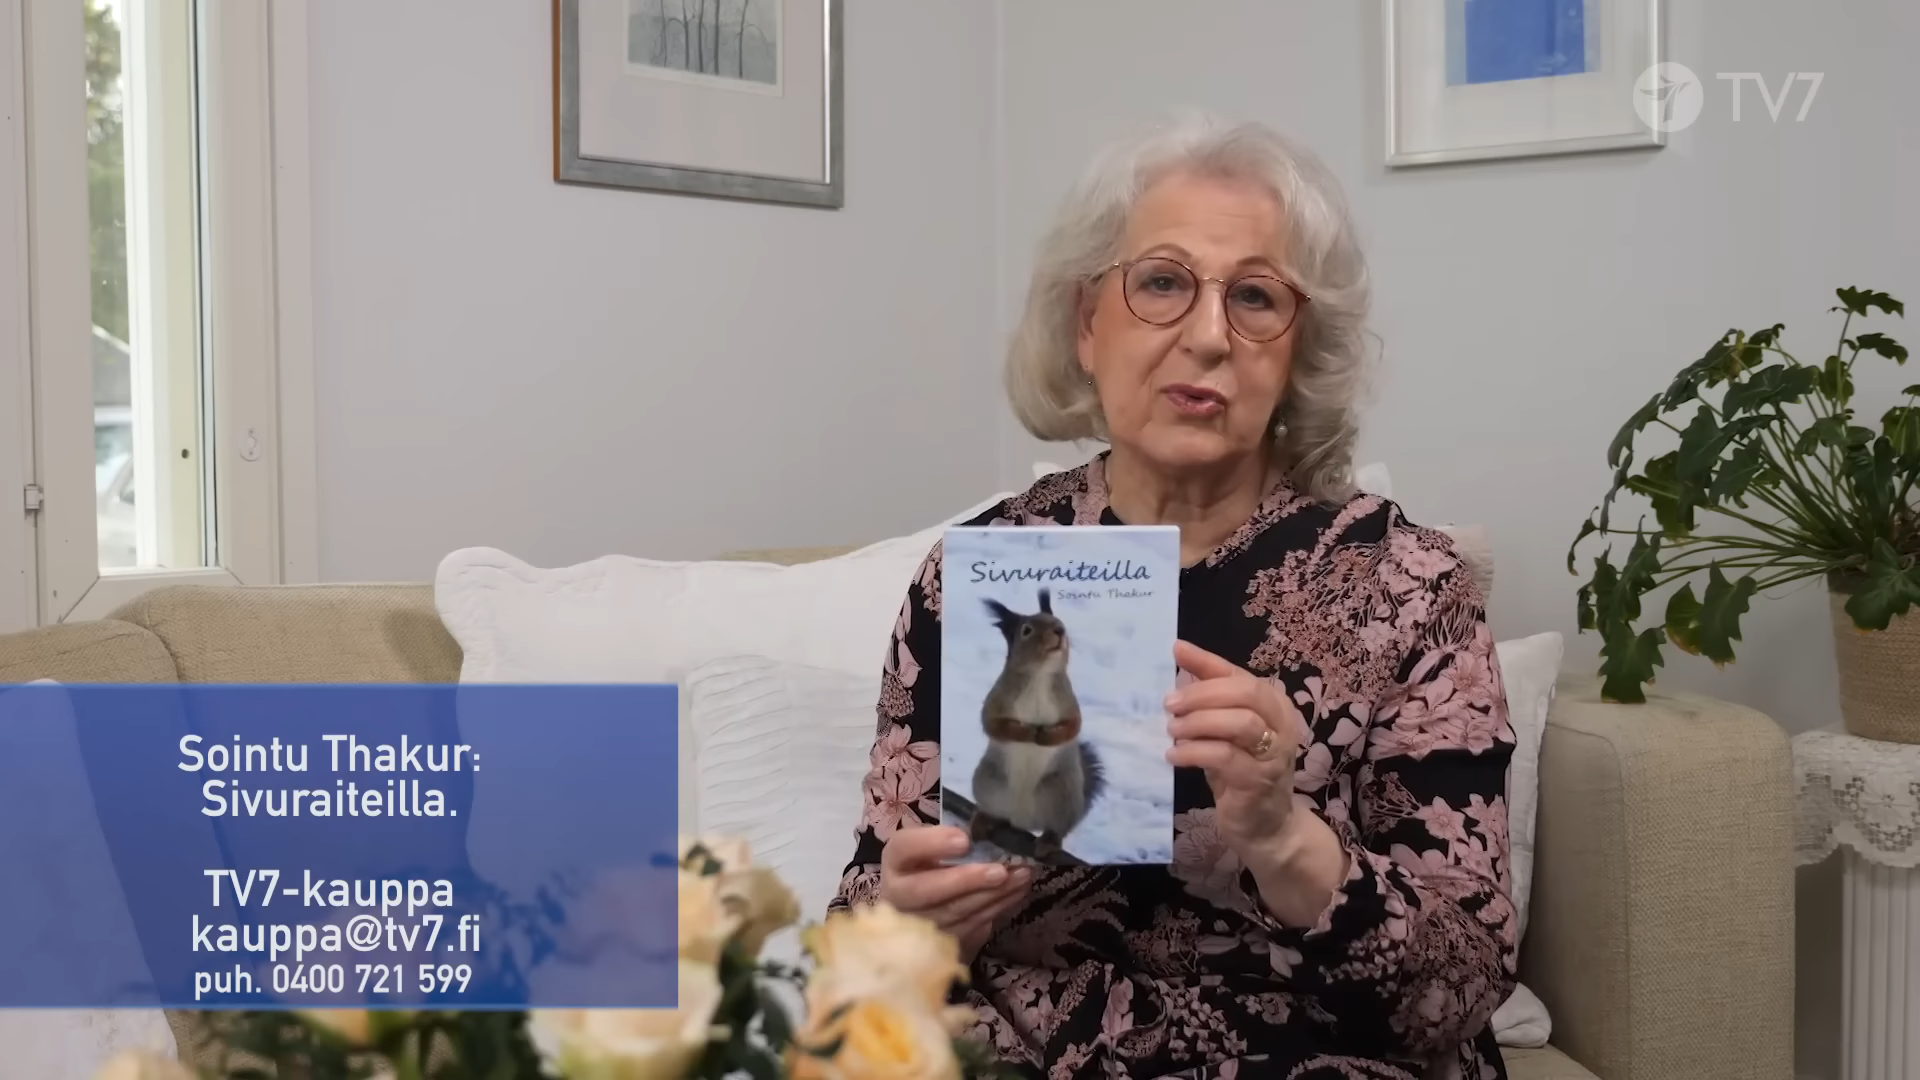 TV7
Sivuraiteilla
Sointu Thakur
Sointu Thakur:
Sivuraiteilla.
TV7-kauppa
kauppa@tv7.fi
puh. 0400 721 599